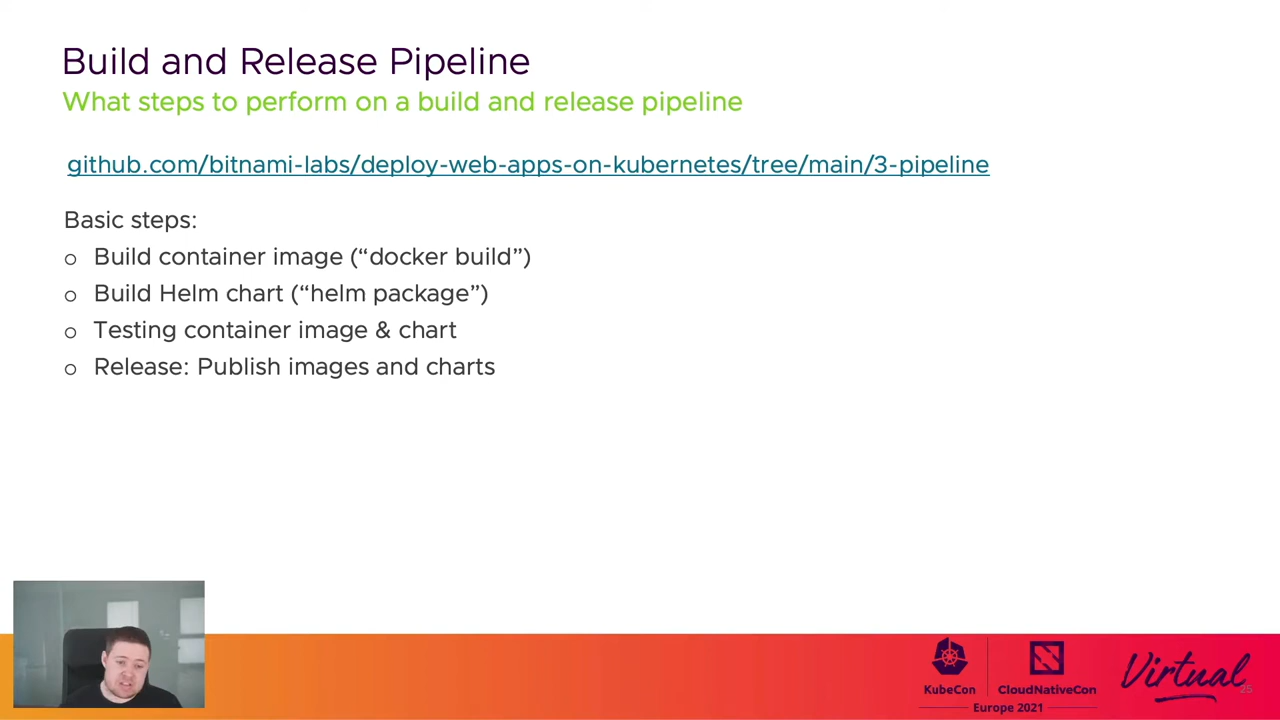 Build and Release Pipeline
What steps to perform on a build and release pipeline
github.com/bitnami-labs/deploy-web-apps-on-kubernetes/tree/main/3-pipeline
Basic steps:
o Build container image (“docker build”)
o Build Helm chart (“helm package”)
o Testing container image & chart
o Release: Publish images and charts
KubeCon
CloudNativeCon
Europe 2021
Virtual
25